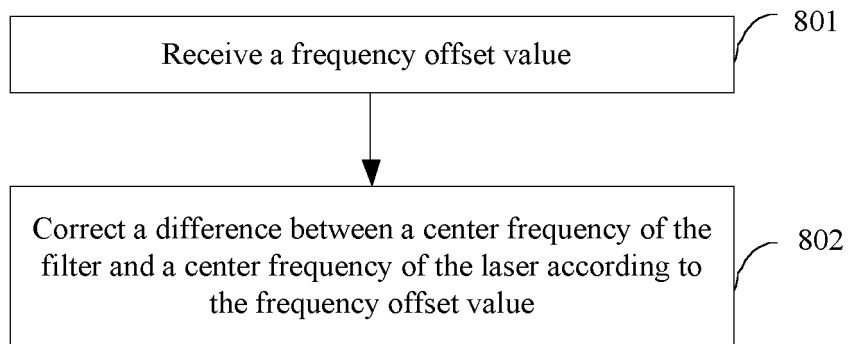 801
Receive a frequency offset value
Correct a difference between a center frequency of the
filter and a center frequency of the laser according to
the frequency offset value
802